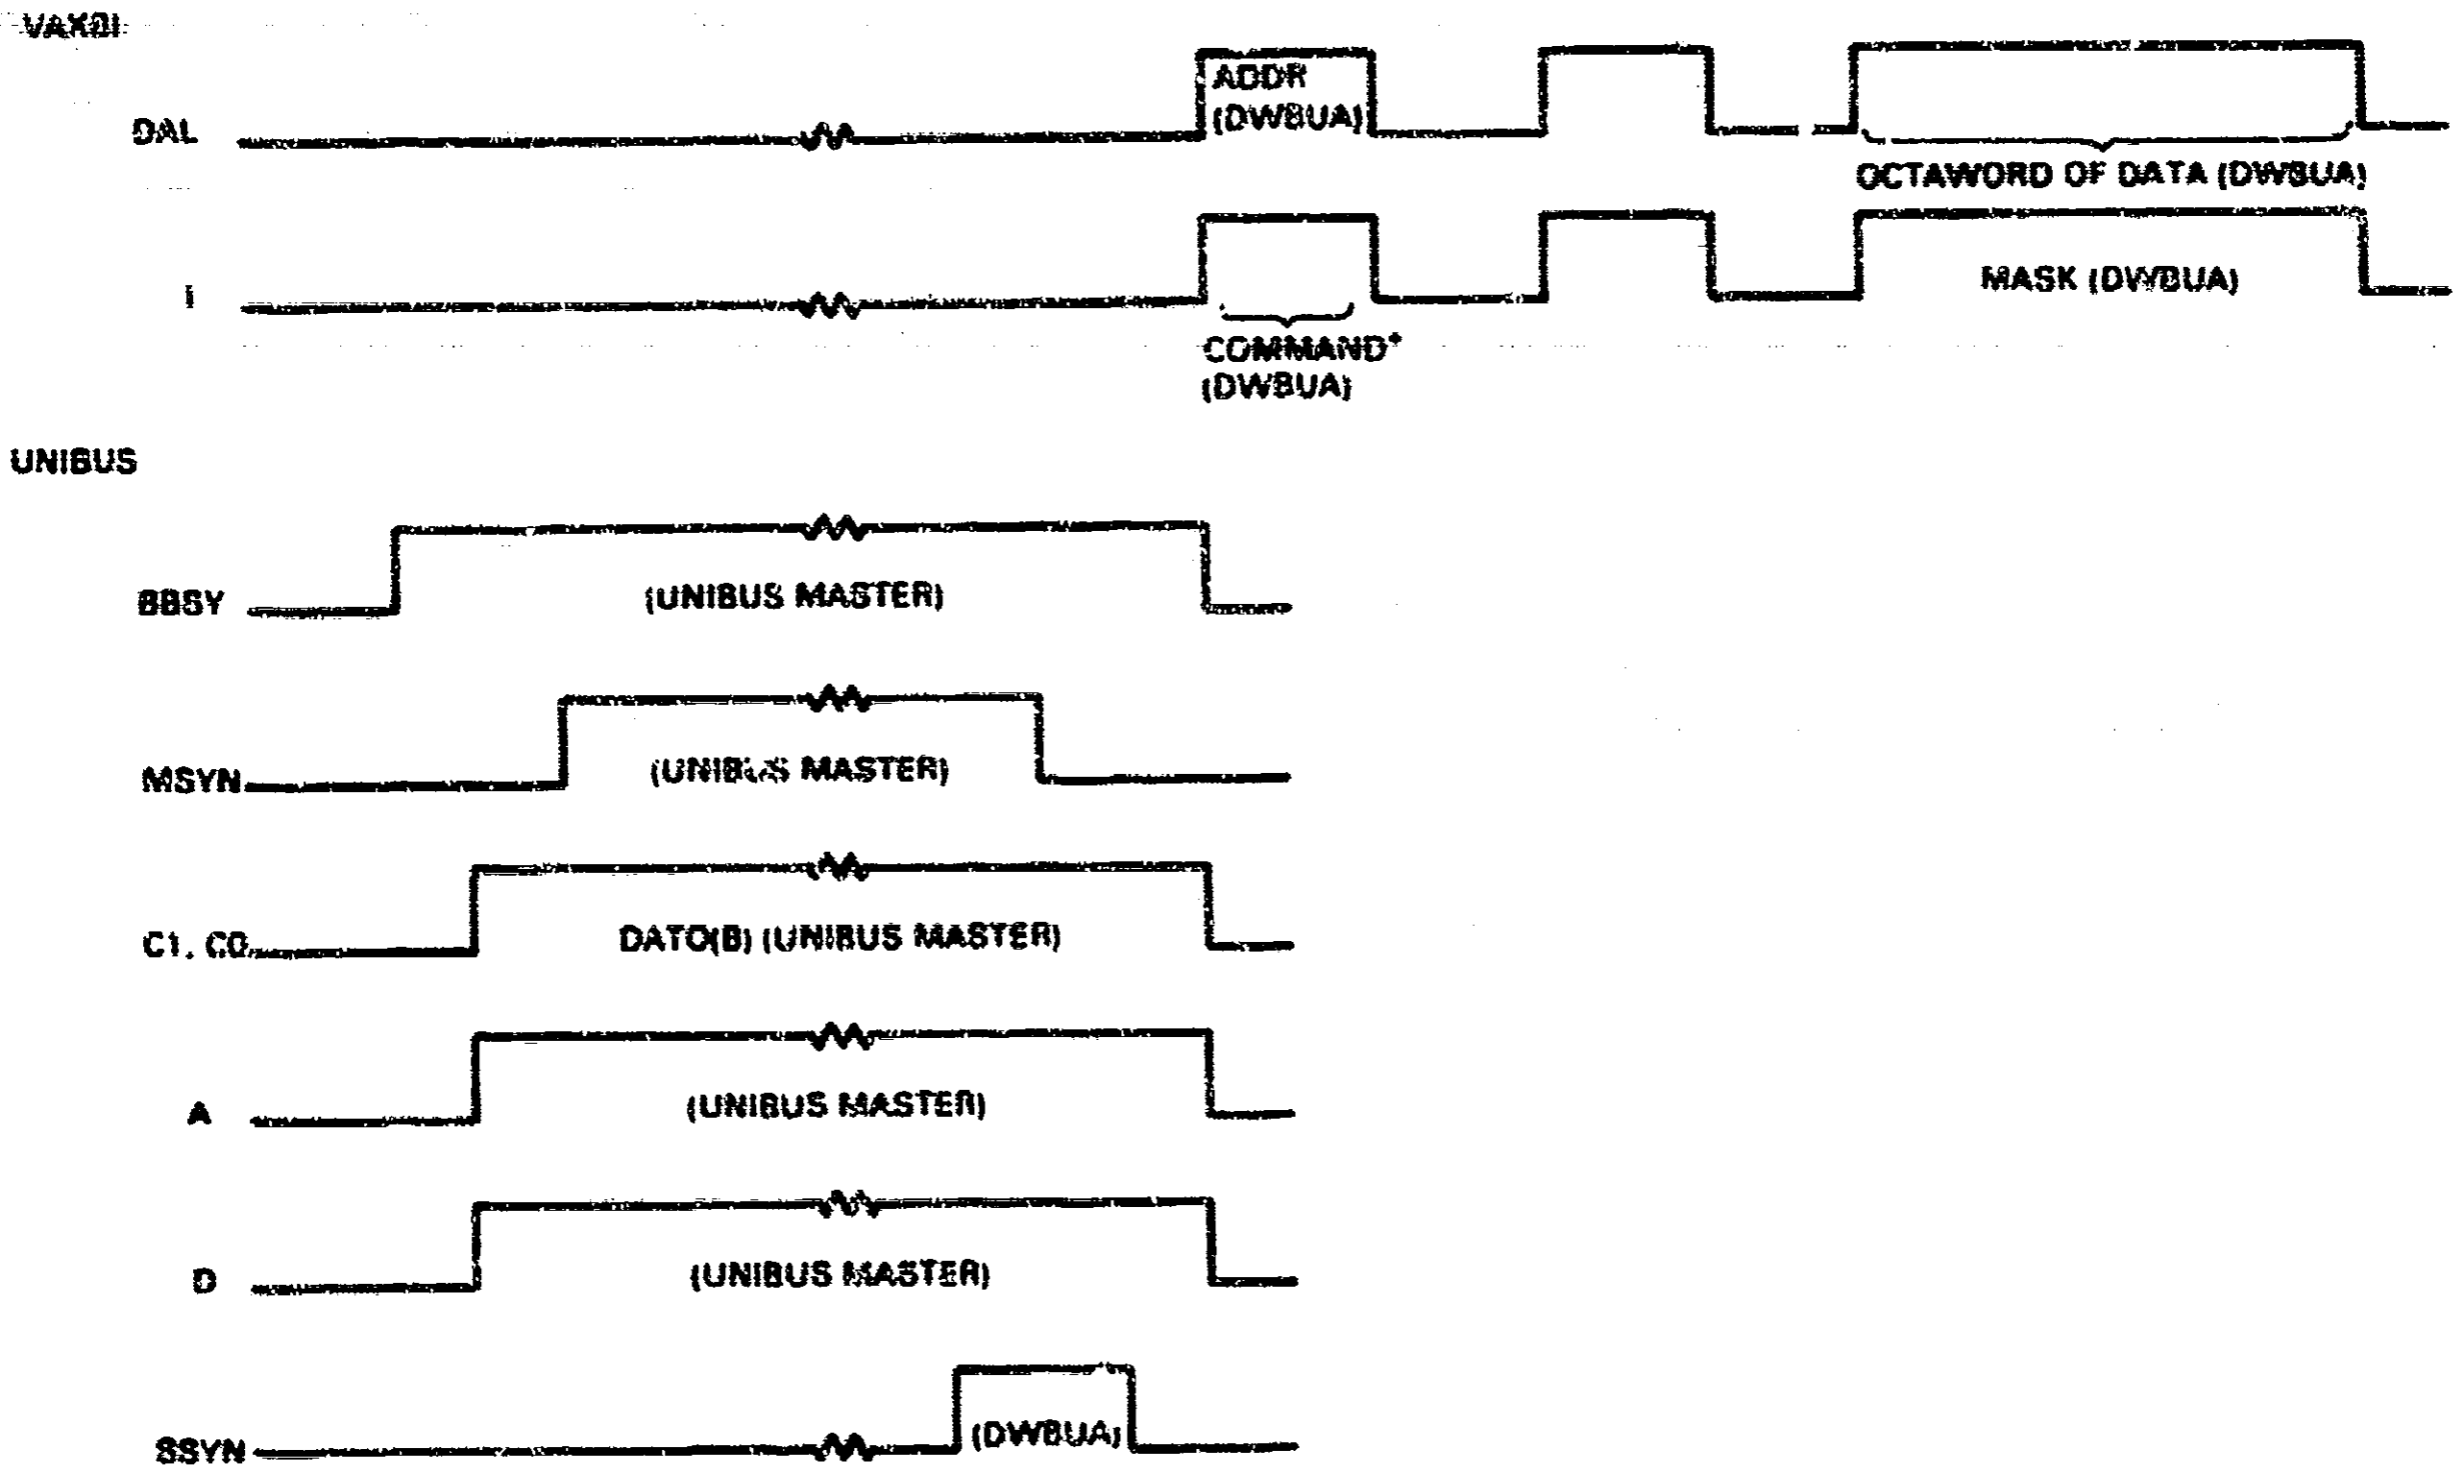 VAXBI
ADDR
(DWBUA)
DAL
OCTAWORD OF DATA (DWBUA)
MASK (DWBUA)
I
COMMAND*
(DWBUA)
UNIBUS
BBSY
(UNIBUS MASTER)
MSYN
(UNIBUS MASTER)
C1, C0
DATO(B) (UNIBUS MASTER)
A
(UNIBUS MASTER)
D
(UNIBUS MASTER)
SSYN
(DWBUA)